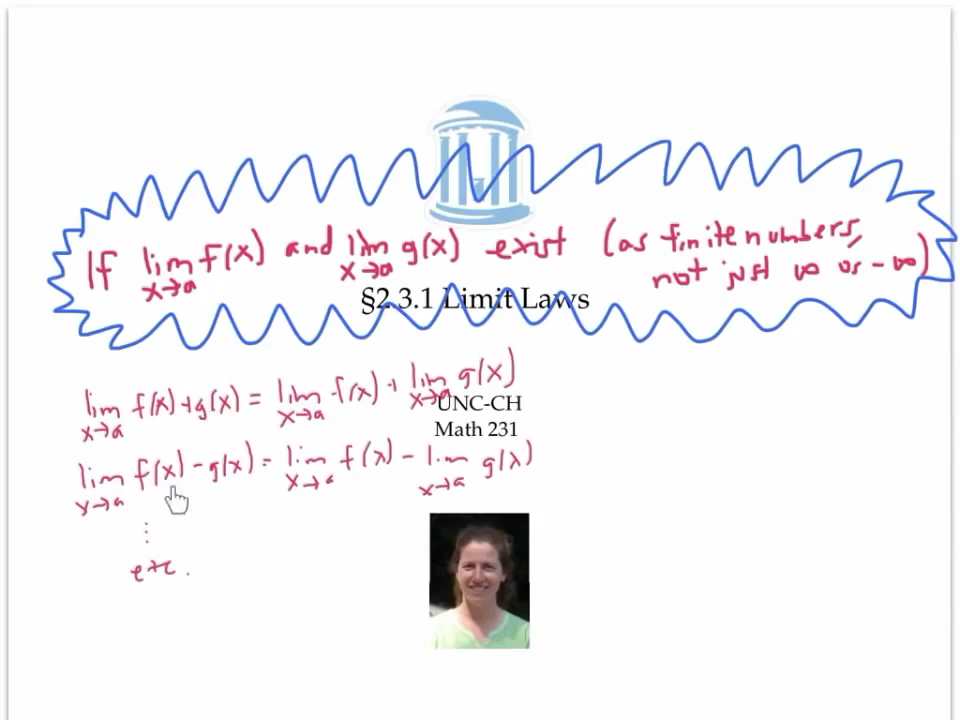 If lim f(x) and lim g(x) exist (as finite numbers,
x→a x→a not just ∞ or -∞)
§2.3.1 Limit Laws
lim f(x)+g(x) = lim f(x) + lim g(x)
x→a x→a x→a
UNC-CH
Math 231
lim f(x) - g(x) = lim f(x) - lim g(x)
x→a x→a x→a
⋮
etc.